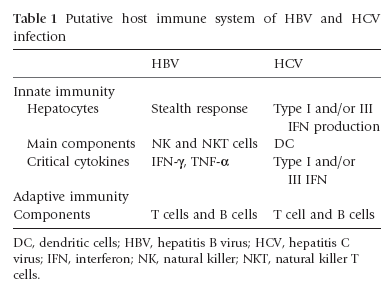 Table 1 Putative host immune system of HBV and HCV
infection
HBV HCV
Innate immunity
Hepatocytes Stealth response Type I and/or III
IFN production
Main components NK and NKT cells DC
Critical cytokines IFN-γ, TNF-α Type I and/or
III IFN
Adaptive immunity
Components T cells and B cells T cell and B cells
DC, dendritic cells; HBV, hepatitis B virus; HCV, hepatitis C
virus; IFN, interferon; NK, natural killer; NKT, natural killer T
cells.